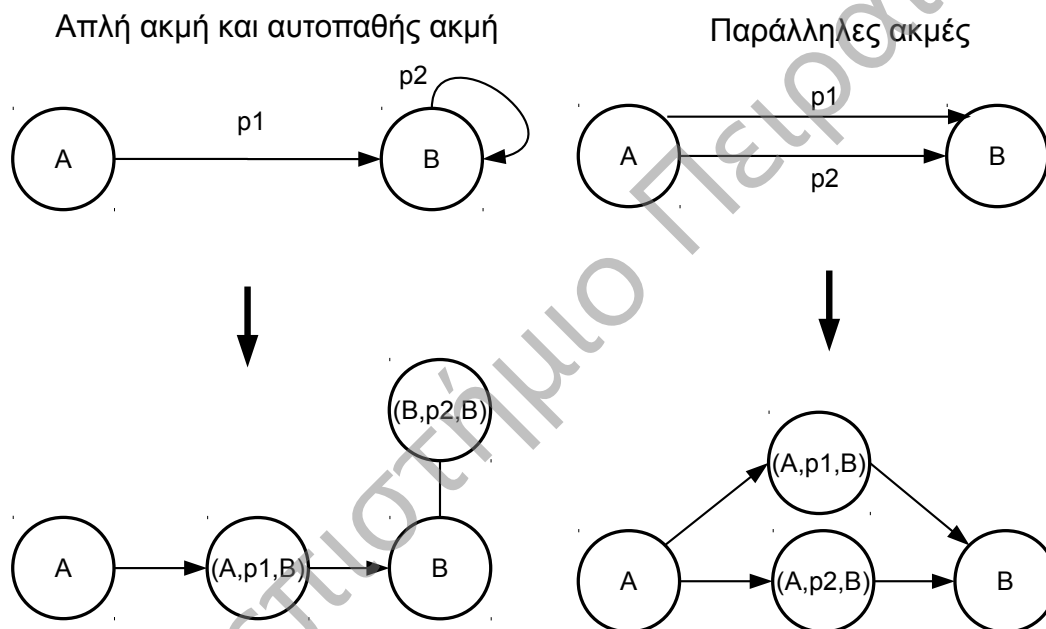 Απλή ακμή και αυτοπαθής ακμή
p2
p1
A
B
(B,p2,B)
A
(A,p1,B)
B
Παράλληλες ακμές
p1
A
B
p2
(A,p1,B)
A
(A,p2,B)
B